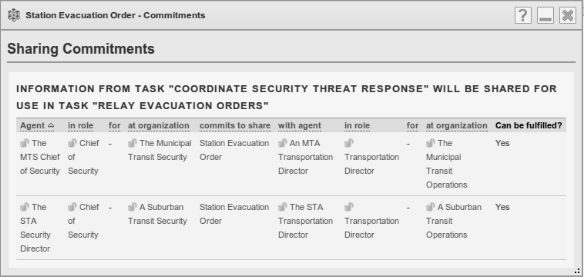 Station Evacuation Order - Commitments
Sharing Commitments
INFORMATION FROM TASK "COORDINATE SECURITY THREAT RESPONSE" WILL BE SHARED FOR
USE IN TASK "RELAY EVACUATION ORDERS"
Agent in role for at organization commits to share with agent in role for at organization Can be fulfilled?
The Chief - The Municipal Station Evacuation An MTA - The Yes
MTS Chief of Transit Security Order Transportation Transportation Municipal
of Security Security Director Director Transit
Operations
The Chief - A Suburban Station Evacuation The STA - A Suburban Yes
STA of Transit Security Order Transportation Transportation Transit
Security Security Director Director Operations
Director